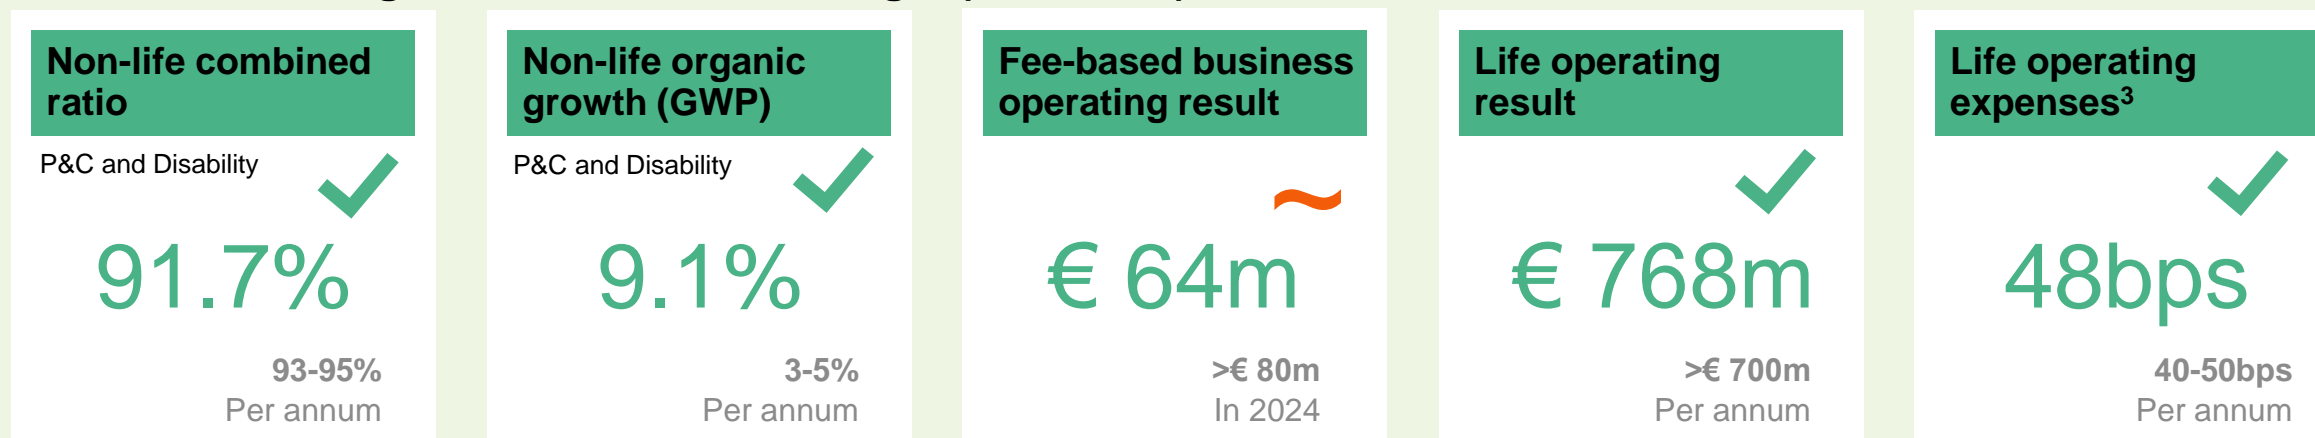 Non-life combined
ratio
P&C and Disability
91.7%
93-95%
Per annum
Non-life organic
growth (GWP)
P&C and Disability
9.1%
3-5%
Per annum
Fee-based business
operating result
~
€ 64m
>€ 80m
In 2024
Life operating
result
€ 768m
>€ 700m
Per annum
Life operating
expenses³
48bps
40-50bps
Per annum